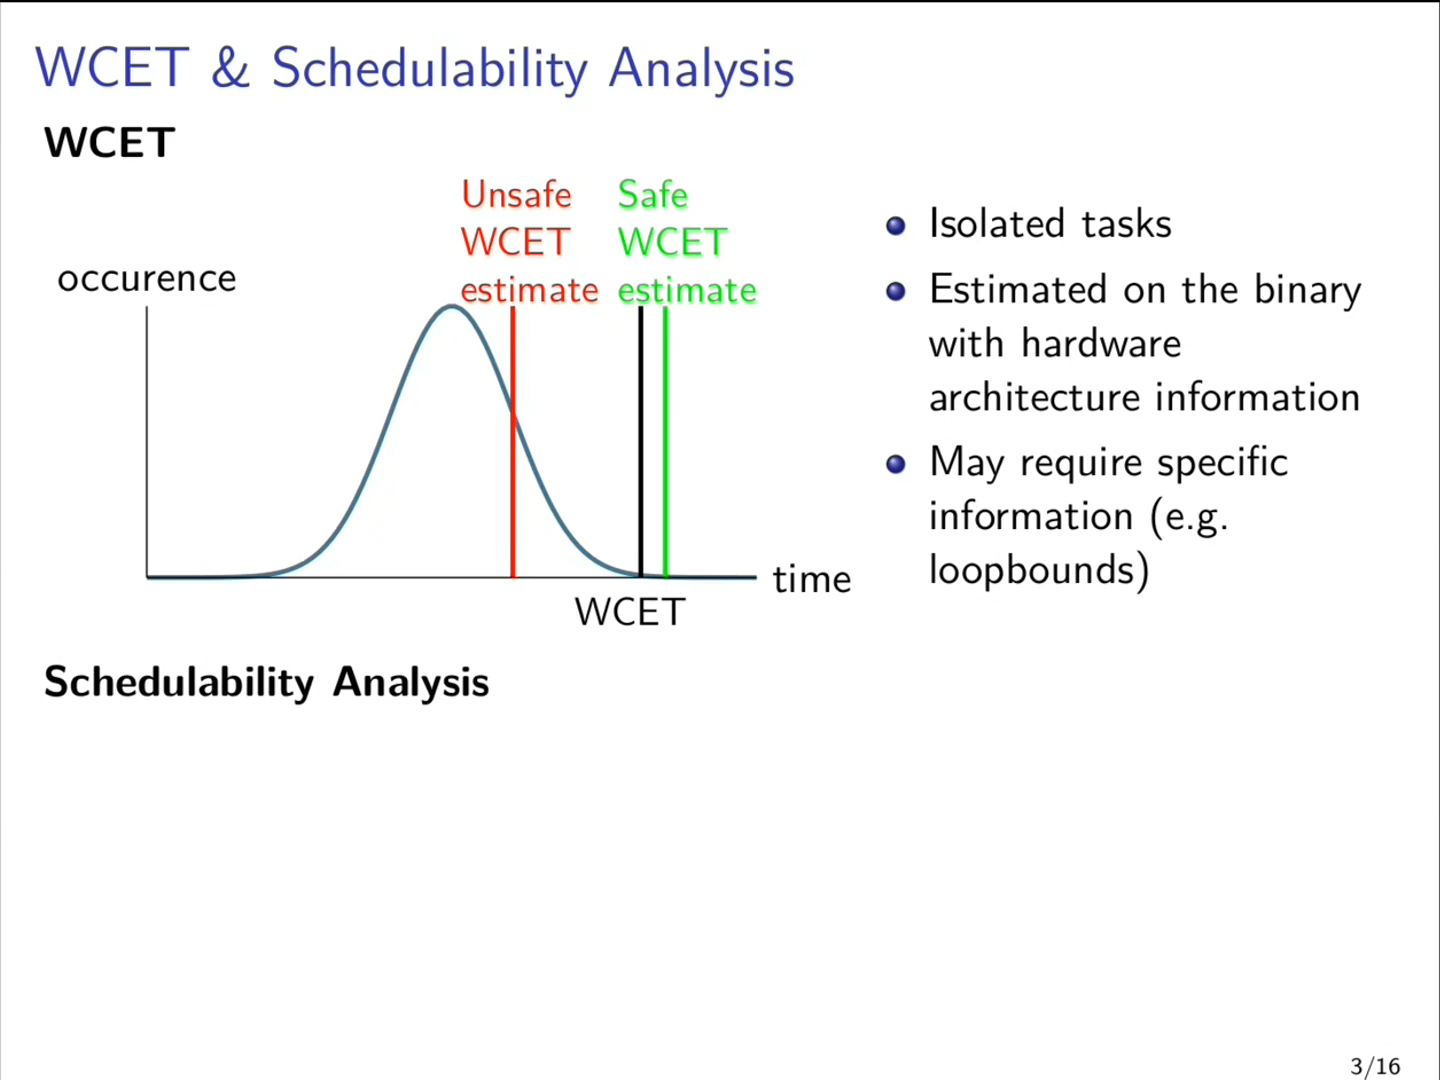 WCET & Schedulability Analysis
WCET
Unsafe
WCET
estimate
Safe
WCET
estimate
occurence
time
WCET
Isolated tasks
Estimated on the binary
with hardware
architecture information
May require specific
information (e.g.
loopbounds)
Schedulability Analysis
3/16